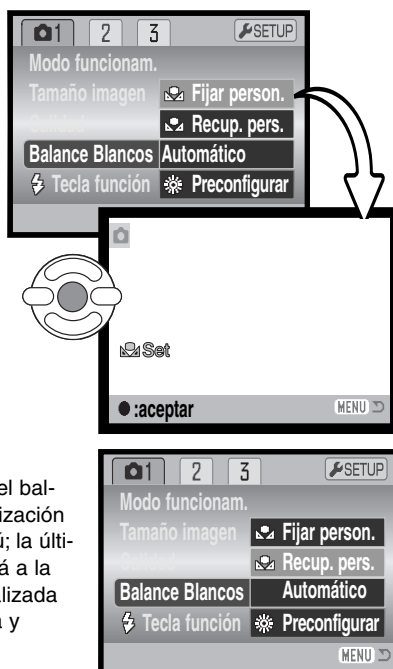 1 2 3 SETUP
Modo funcionam.
Tamaño imagen Fijar person.
Calidad Recup. pers.
Balance Blancos Automático
Tecla función Preconfigurar
Set
:aceptar MENU
el bal-
ización
ú; la últi-
á a la
alizada
a y
1 2 3 SETUP
Modo funcionam.
Tamaño imagen Fijar person.
Calidad Recup. pers.
Balance Blancos Automático
Tecla función Preconfigurar
MENU